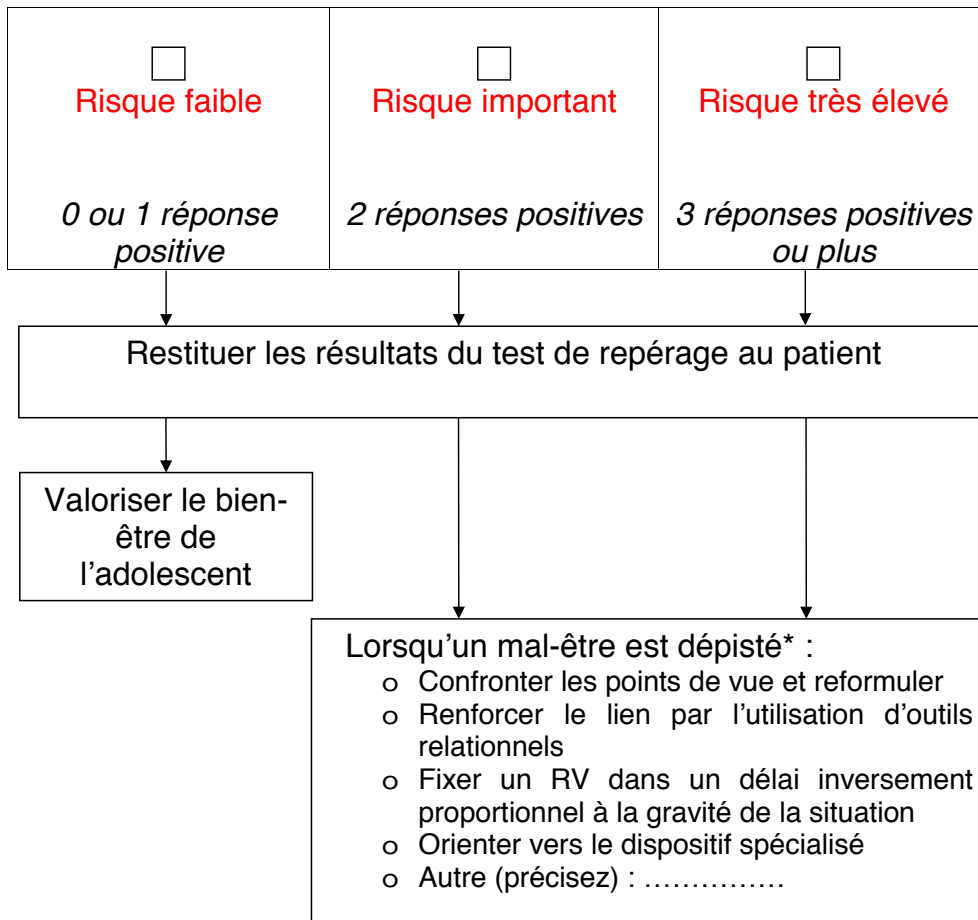 Risque faible
Risque important
Risque très élevé
0 ou 1 réponse
positive
2 réponses positives
3 réponses positives
ou plus
Restituer les résultats du test de repérage au patient
Valoriser le bien-
être de
l'adolescent
Lorsqu'un mal-être est dépisté* :
o Confronter les points de vue et reformuler
o Renforcer le lien par l'utilisation d'outils
relationnels
o Fixer un RV dans un délai inversement
proportionnel à la gravité de la situation
o Orienter vers le dispositif spécialisé
o Autre (précisez) : ……………